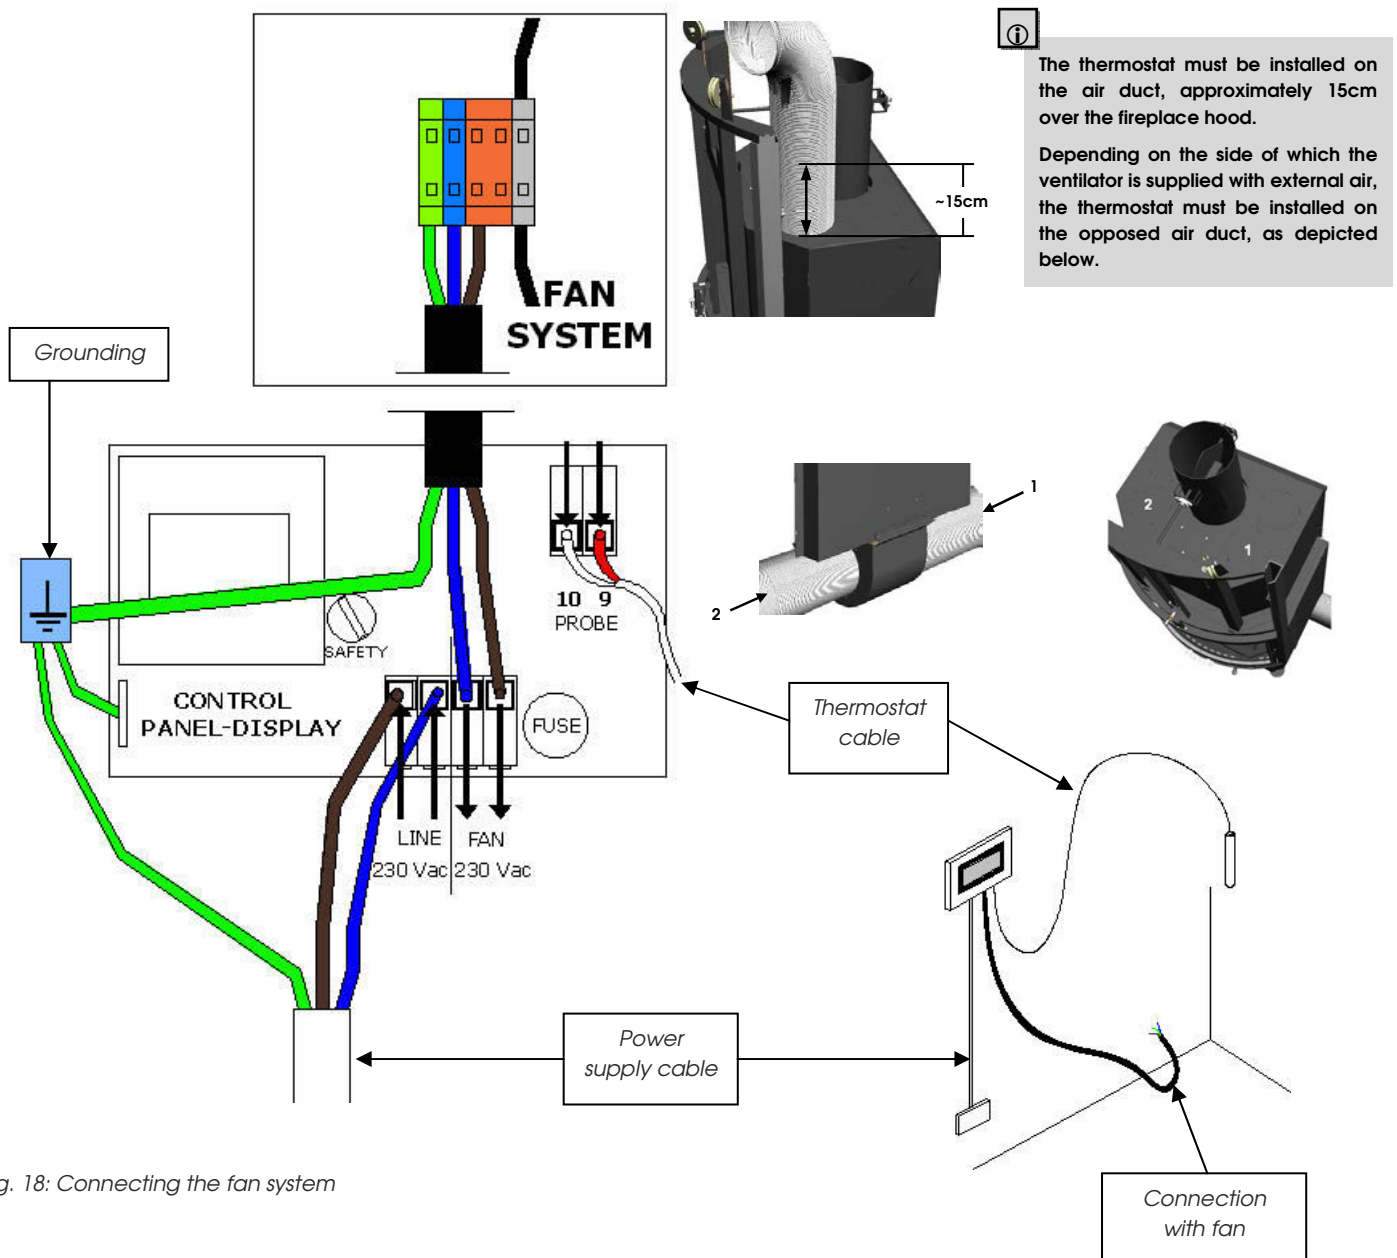 The thermostat must be installed on
the air duct, approximately 15cm
over the fireplace hood.
Depending on the side of which the
ventilator is supplied with external air,
the thermostat must be installed on
the opposed air duct, as depicted
below.
~15cm
FAN
SYSTEM
Grounding
10 9
PROBE
SAFETY
CONTROL
PANEL-DISPLAY
FUSE
LINE FAN
230 Vac 230 Vac
1
2
2
1
Thermostat
cable
Power
supply cable
Connection
with fan
g. 18: Connecting the fan system